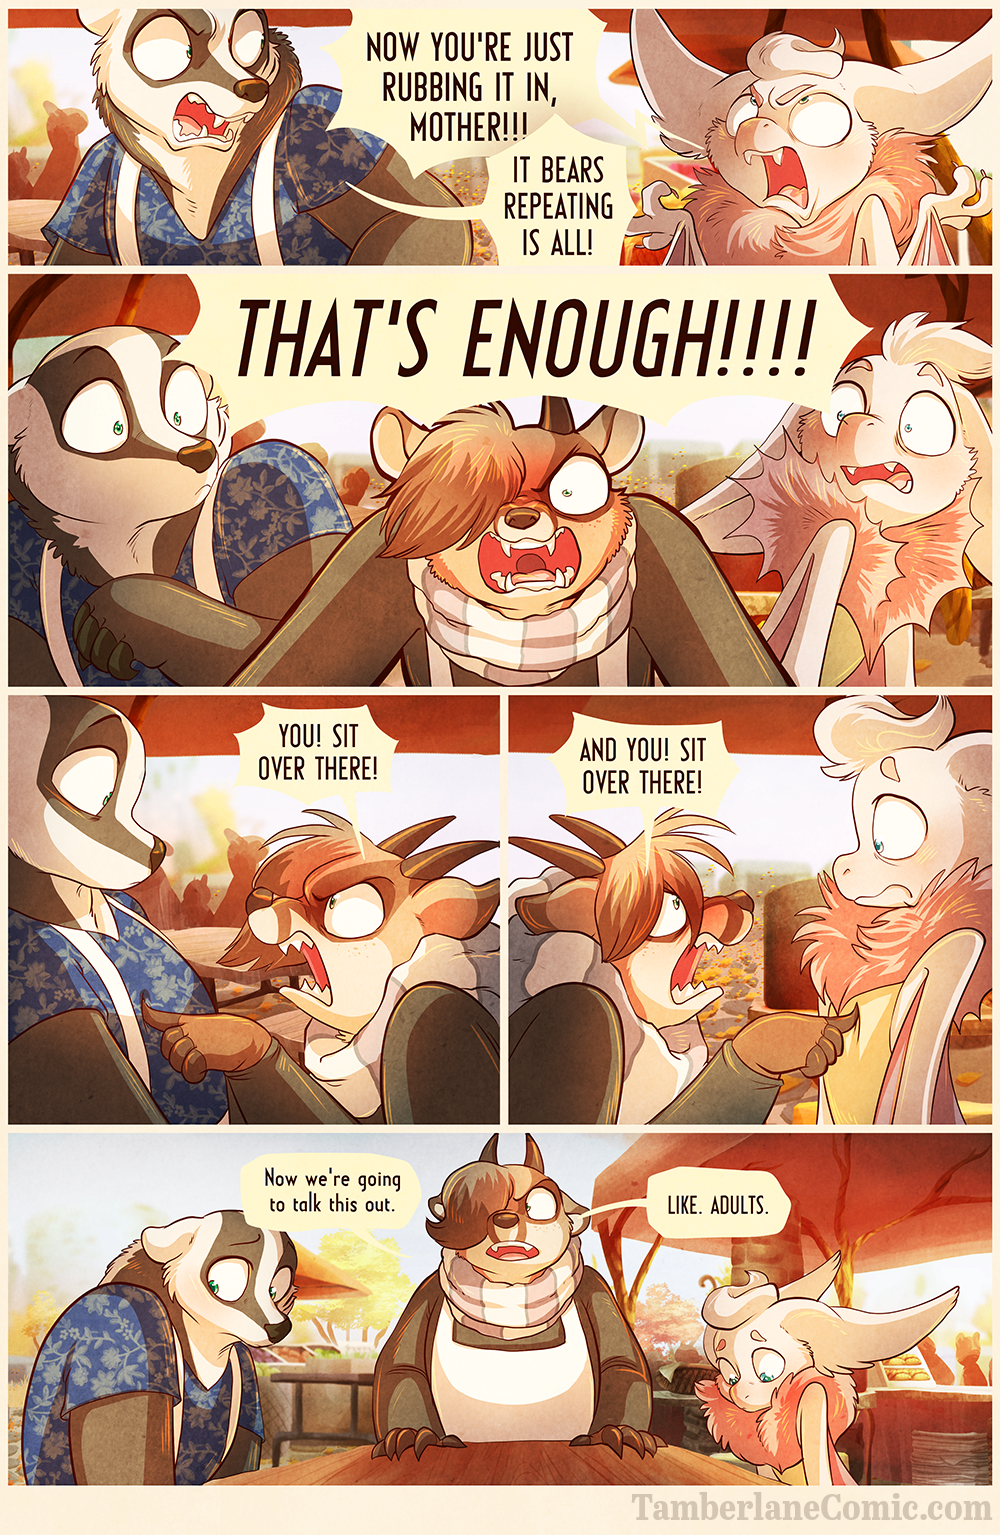 NOW YOU'RE JUST
RUBBING IT IN,
MOTHER!!!
IT BEARS
REPEATING
IS ALL!
THAT'S ENOUGH!!!!
YOU! SIT
OVER THERE!
AND YOU! SIT
OVER THERE!
Now we're going
to talk this out.
LIKE. ADULTS.
TamberlaneComic.com